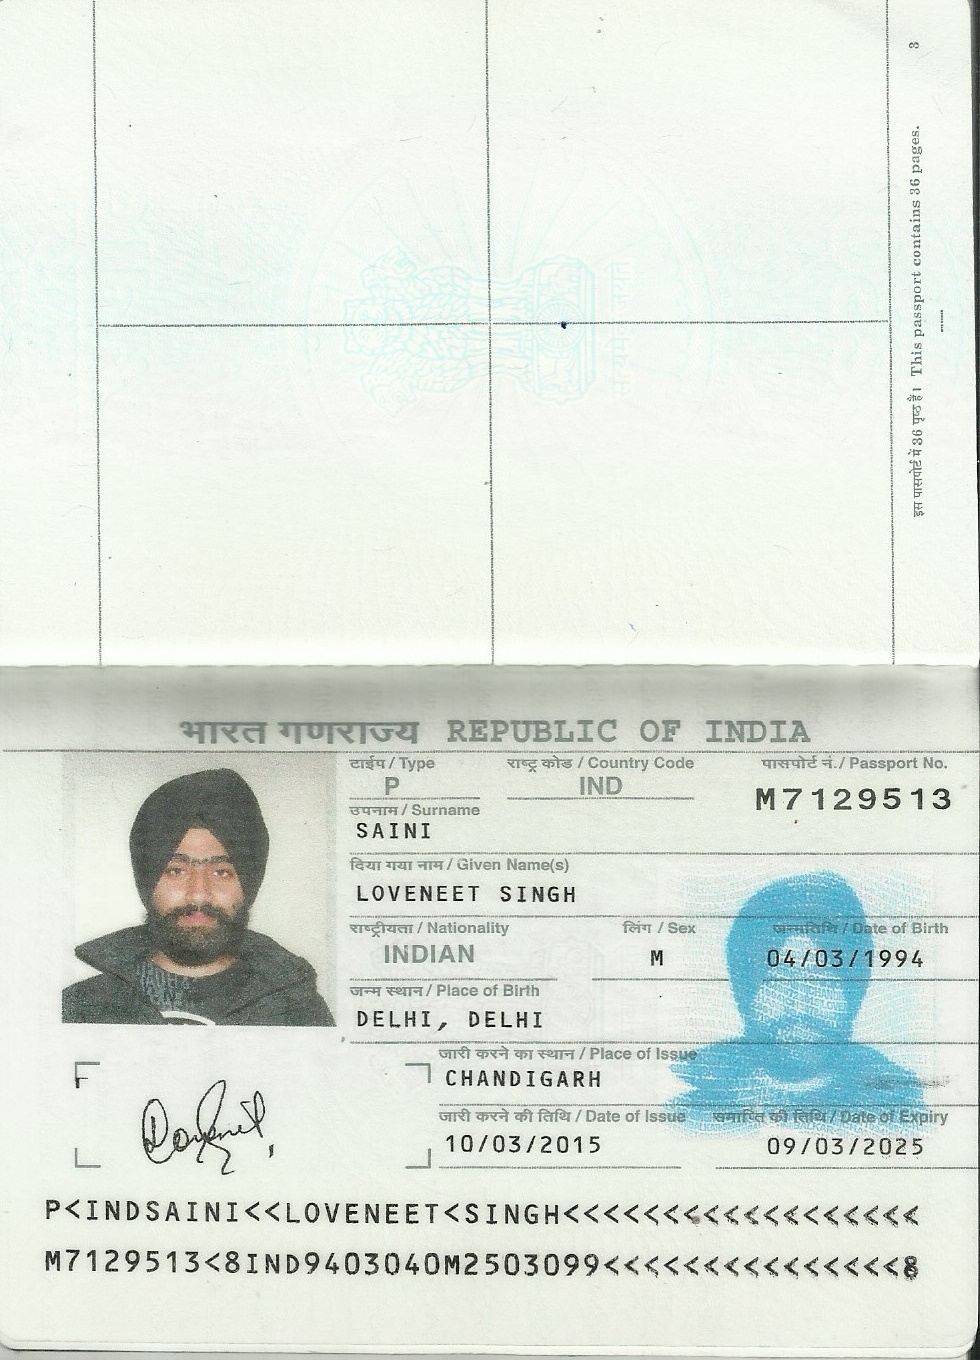 3
इस पासपोर्ट में 36 पृष्ठ हैं। This passport contains 36 pages.
भारत गणराज्य REPUBLIC OF INDIA
टाईप / Type राष्ट्र कोड / Country Code पासपोर्ट नं. / Passport No.
P IND M7129513
उपनाम / Surname
SAINI
दिया गया नाम / Given Name(s)
LOVENEET SINGH
राष्ट्रीयता / Nationality लिंग / Sex जन्मतिथि / Date of Birth
INDIAN M 04/03/1994
जन्म स्थान / Place of Birth
DELHI, DELHI
जारी करने का स्थान / Place of Issue
CHANDIGARH
जारी करने की तिथि / Date of Issue समाप्ति की तिथि / Date of Expiry
10/03/2015 09/03/2025
P<INDSAINI<<LOVENEET<SINGH<<<<<<<<<<<<<<<<<<
M7129513<8IND9403040M2503099<<<<<<<<<<<<<<<8